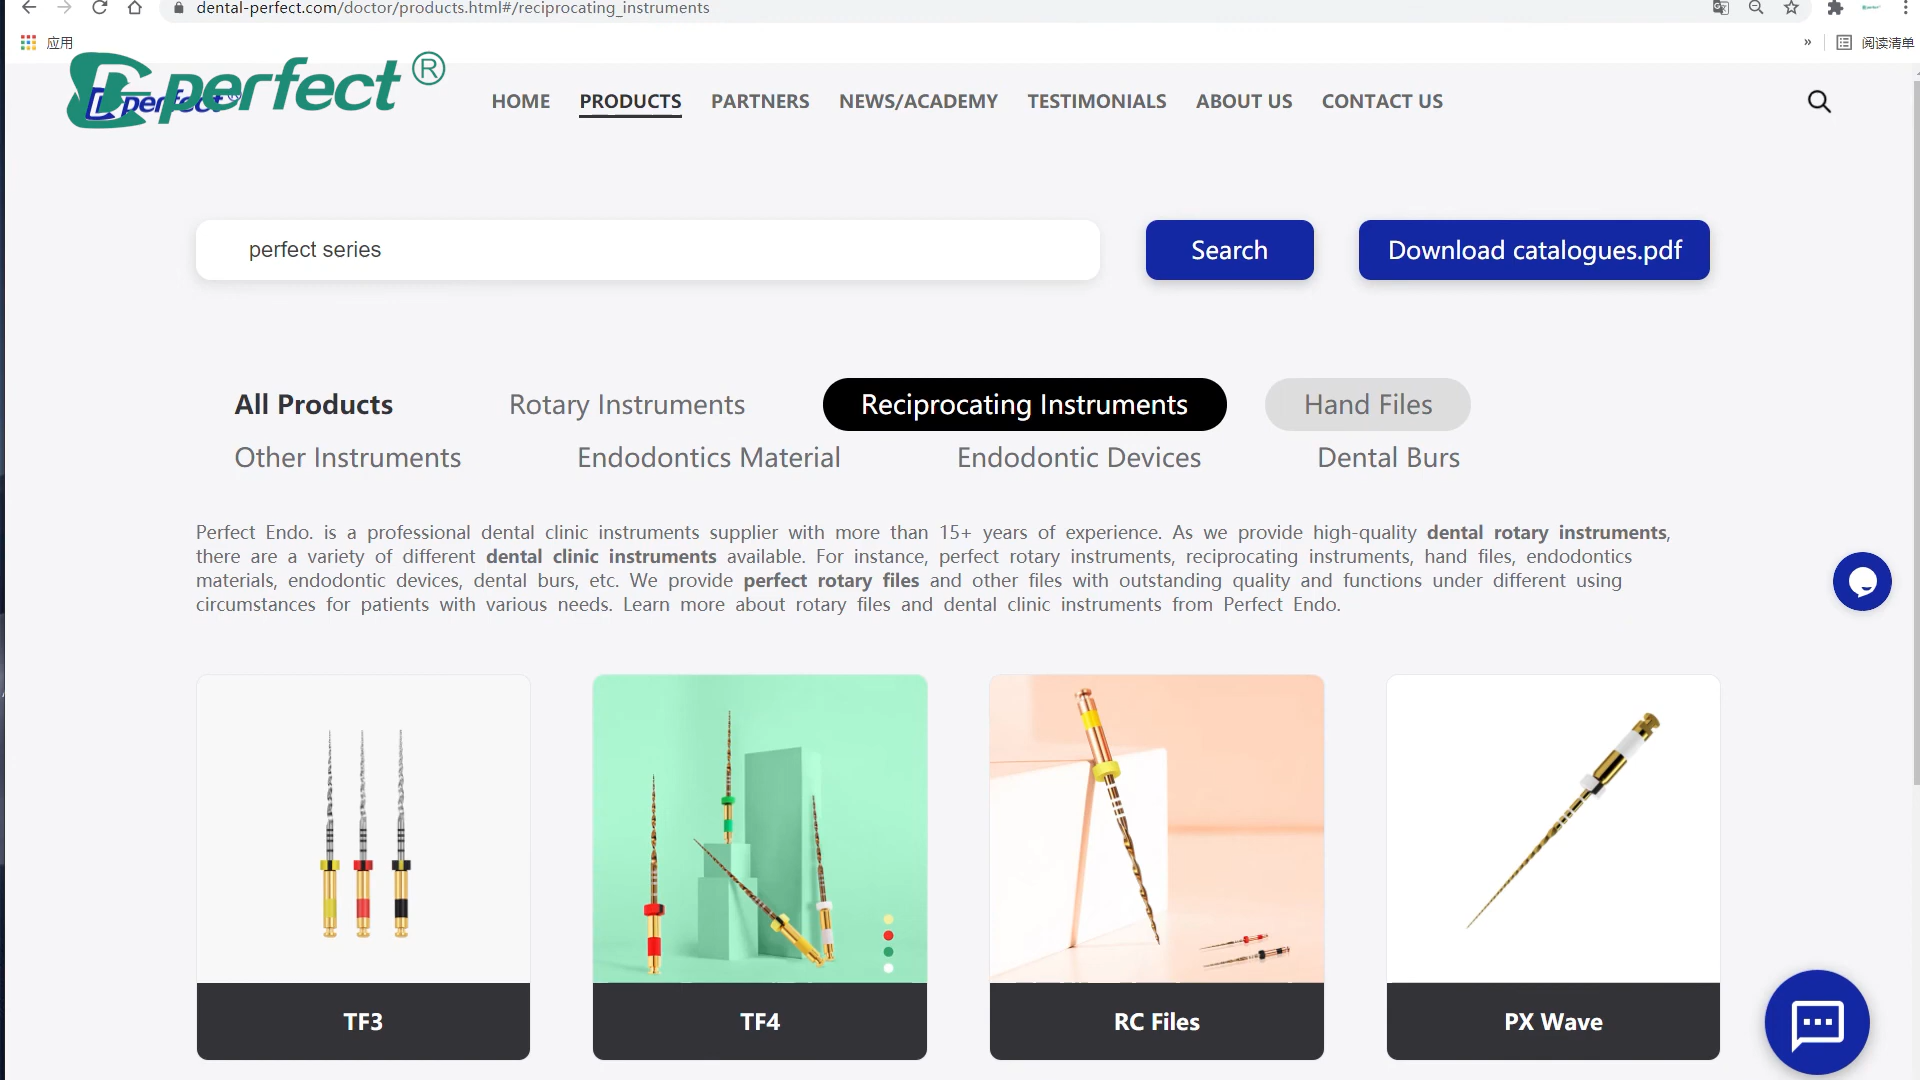 dental-perfect.com/doctor/products.html#/reciprocating_instruments
应用
»
阅读清单
perfect ®
perfect
HOME PRODUCTS PARTNERS NEWS/ACADEMY TESTIMONIALS ABOUT US CONTACT US
perfect series
Search
Download catalogues.pdf
All Products Rotary Instruments Reciprocating Instruments Hand Files
Other Instruments Endodontics Material Endodontic Devices Dental Burs
Perfect Endo. is a professional dental clinic instruments supplier with more than 15+ years of experience. As we provide high-quality dental rotary instruments,
there are a variety of different dental clinic instruments available. For instance, perfect rotary instruments, reciprocating instruments, hand files, endodontics
materials, endodontic devices, dental burs, etc. We provide perfect rotary files and other files with outstanding quality and functions under different using
circumstances for patients with various needs. Learn more about rotary files and dental clinic instruments from Perfect Endo.
TF3
TF4
RC Files
PX Wave